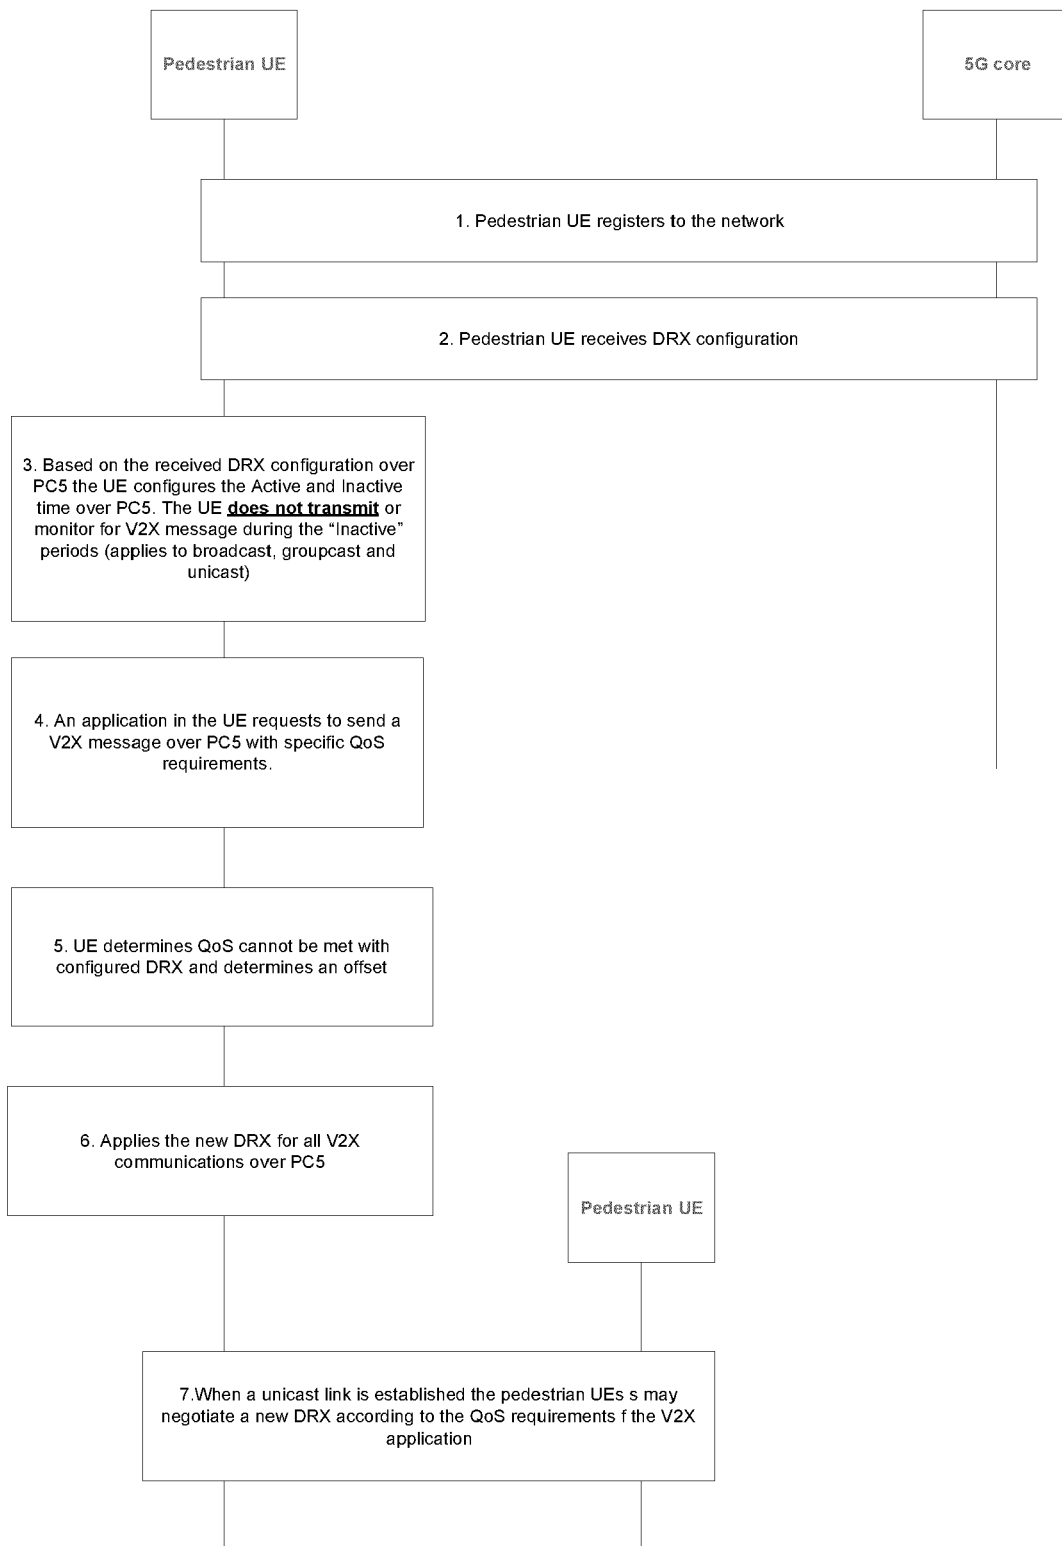 Pedestrian UE
5G core
1. Pedestrian UE registers to the network
2. Pedestrian UE receives DRX configuration
3. Based on the received DRX configuration over
PC5 the UE configures the Active and Inactive
time over PC5. The UE does not transmit or
monitor for V2X message during the “Inactive”
periods (applies to broadcast, groupcast and
unicast)
4. An application in the UE requests to send a
V2X message over PC5 with specific QoS
requirements.
5. UE determines QoS cannot be met with
configured DRX and determines an offset
6. Applies the new DRX for all V2X
communications over PC5
Pedestrian UE
7.When a unicast link is established the pedestrian UEs s may
negotiate a new DRX according to the QoS requirements f the V2X
application